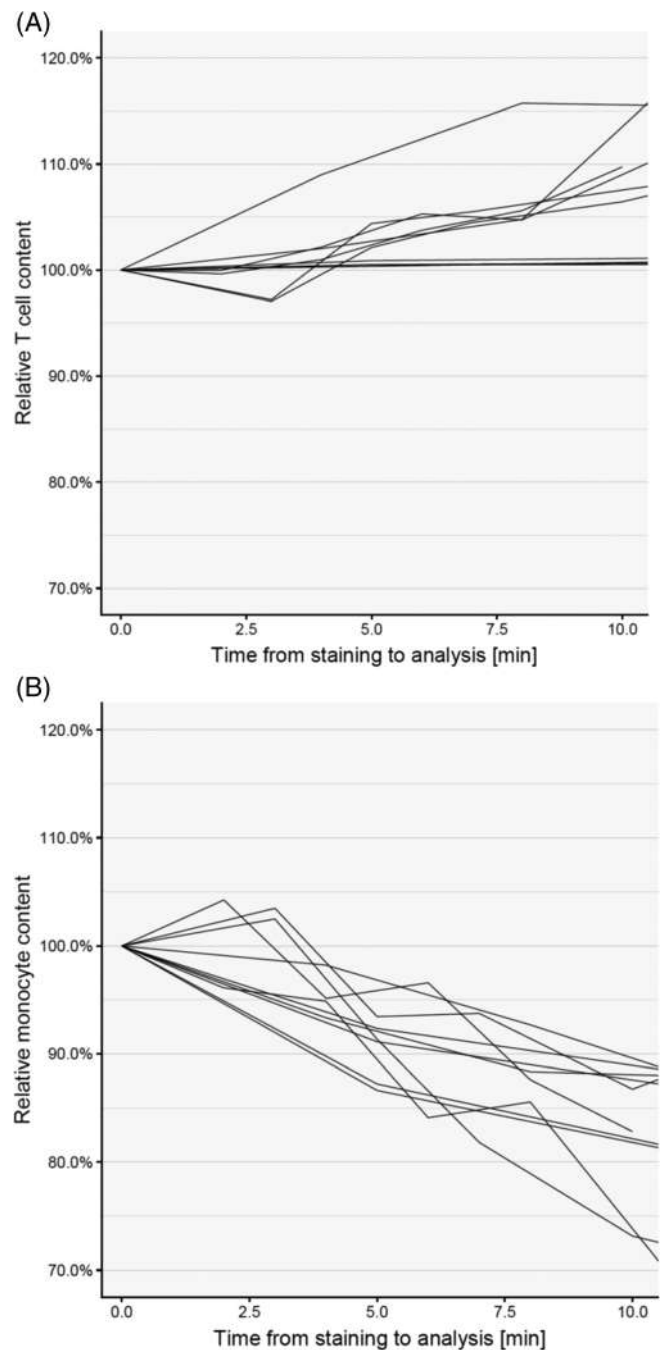 (A)
120.0%
110.0%
100.0%
90.0%
80.0%
70.0%
Relative T cell content
0.0 2.5 5.0 7.5 10.0
Time from staining to analysis [min]
(B)
120.0%
110.0%
100.0%
90.0%
80.0%
70.0%
Relative monocyte content
0.0 2.5 5.0 7.5 10.0
Time from staining to analysis [min]